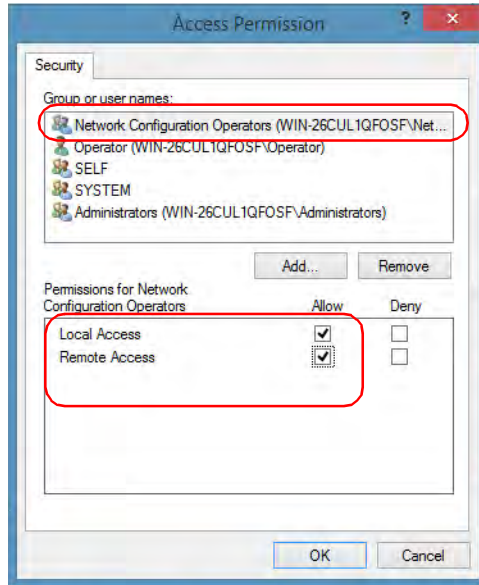 Access Permission
?
Security
Group or user names:
Network Configuration Operators (WIN-26CUL1QFOSF\Net...
Operator (WIN-26CUL1QFOSF\Operator)
SELF
SYSTEM
Administrators (WIN-26CUL1QFOSF\Administrators)
Add... Remove
Permissions for Network
Configuration Operators Allow Deny
Local Access
Remote Access
OK Cancel